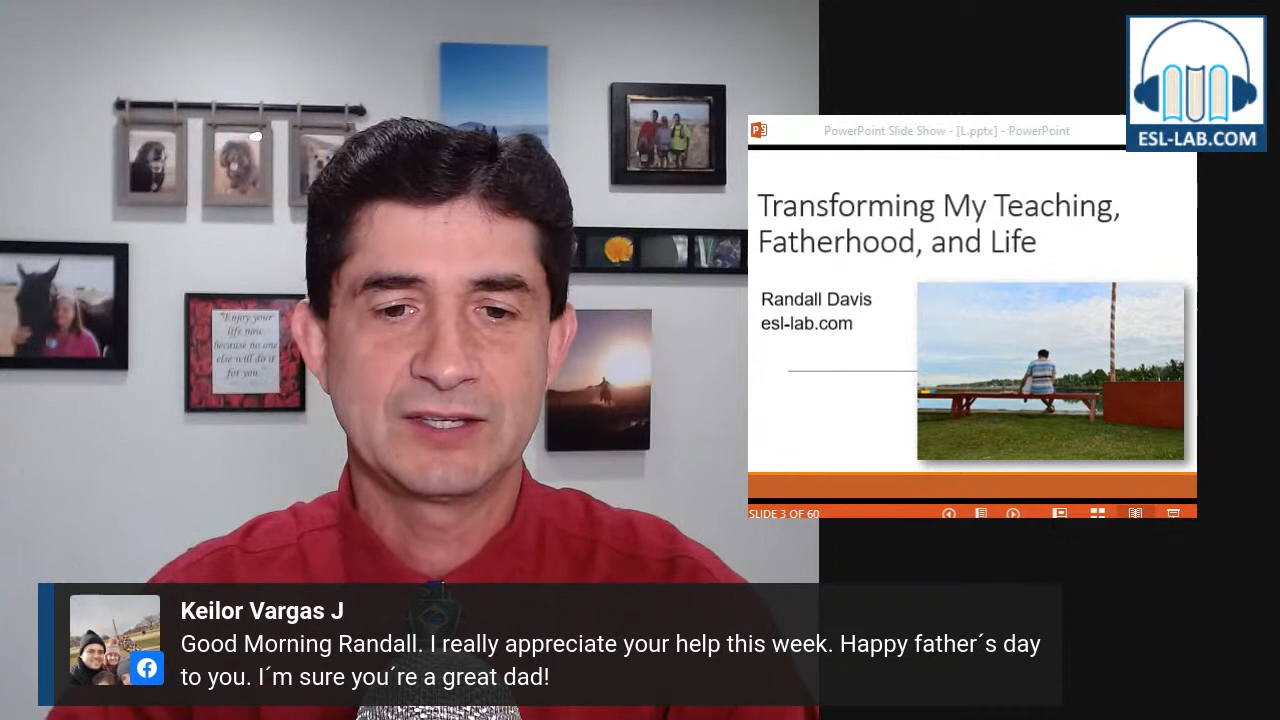 ESL-LAB.COM
PowerPoint Slide Show - [L.pptx] - PowerPoint
Transforming My Teaching,
Fatherhood, and Life
Randall Davis
esl-lab.com
SLIDE 3 OF 60
"Enjoy your
life now
because no one
else will do it
for you."
Keilor Vargas J
Good Morning Randall. I really appreciate your help this week. Happy father´s day
to you. I´m sure you´re a great dad!